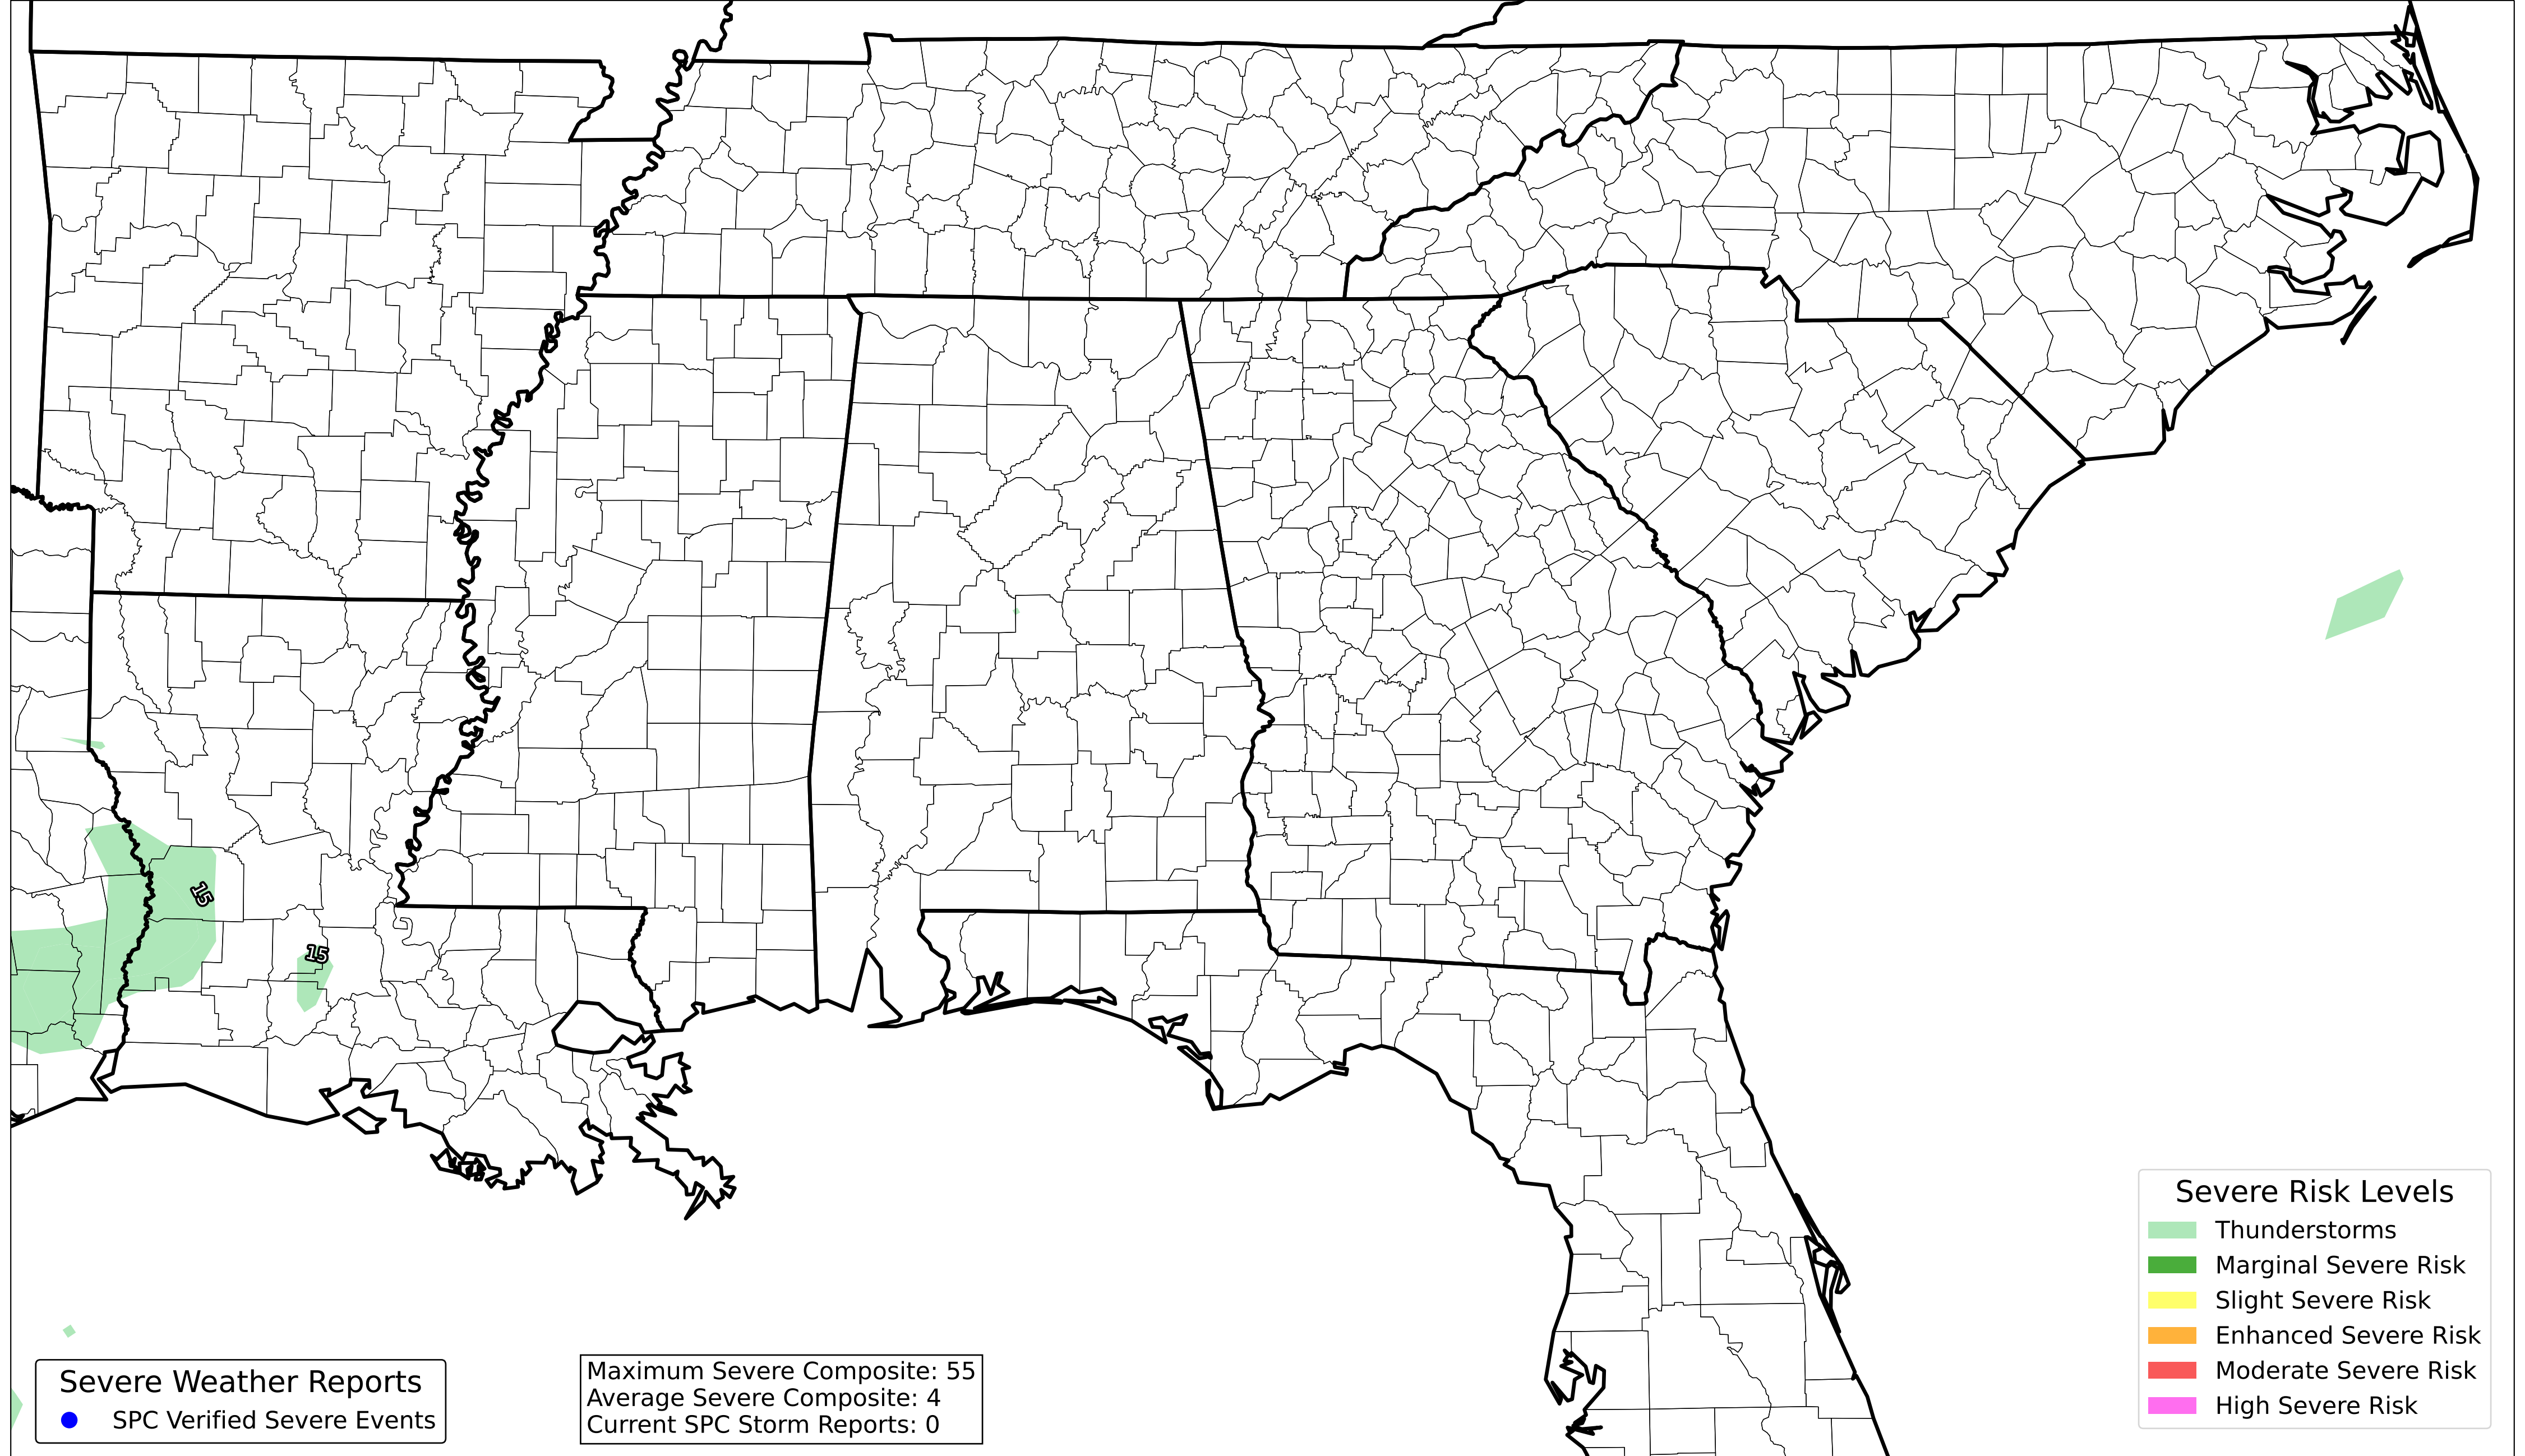 15
15
Severe Risk Levels
Thunderstorms
Marginal Severe Risk
Slight Severe Risk
Enhanced Severe Risk
Moderate Severe Risk
High Severe Risk
Severe Weather Reports
SPC Verified Severe Events
Maximum Severe Composite: 55
Average Severe Composite: 4
Current SPC Storm Reports: 0